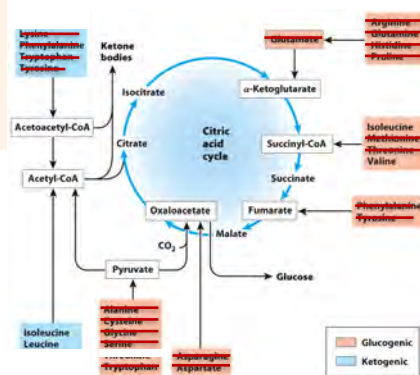 Lysine
Phenylalanine
Tryptophan
Tyrosine
Ketone
bodies
Glutamate
Arginine
Glutamine
Histidine
Proline
Isocitrate
α-Ketoglutarate
Acetoacetyl-CoA
Citrate
Citric
acid
cycle
Succinyl-CoA
Isoleucine
Methionine
Threonine
Valine
Acetyl-CoA
Succinate
Oxaloacetate
Fumarate
Phenylalanine
Tyrosine
Malate
CO₂
Pyruvate
Glucose
Isoleucine
Leucine
Alanine
Cysteine
Glycine
Serine
Threonine
Tryptophan
Asparagine
Aspartate
Glucogenic
Ketogenic